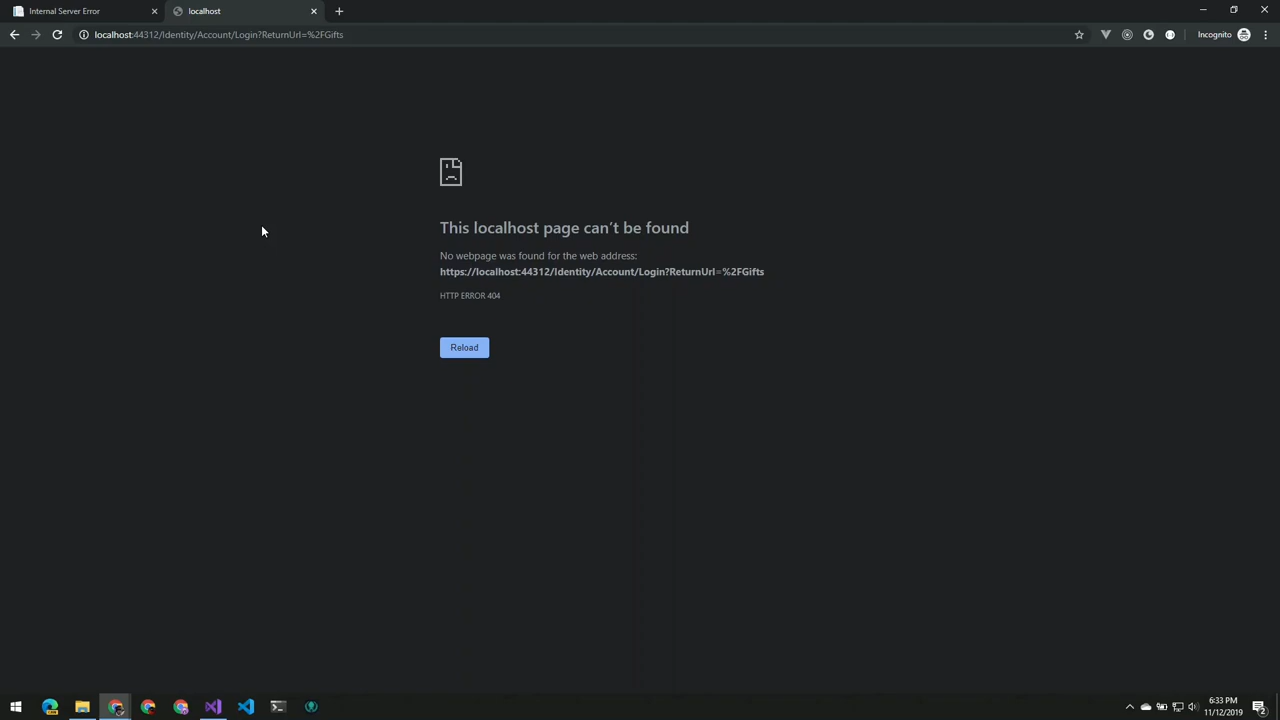 Internal Server Error
localhost
localhost:44312/Identity/Account/Login?ReturnUrl=%2FGifts
Incognito
This localhost page can’t be found
No webpage was found for the web address:
https://localhost:44312/Identity/Account/Login?ReturnUrl=%2FGifts
HTTP ERROR 404
Reload
6:33 PM
11/12/2019
2